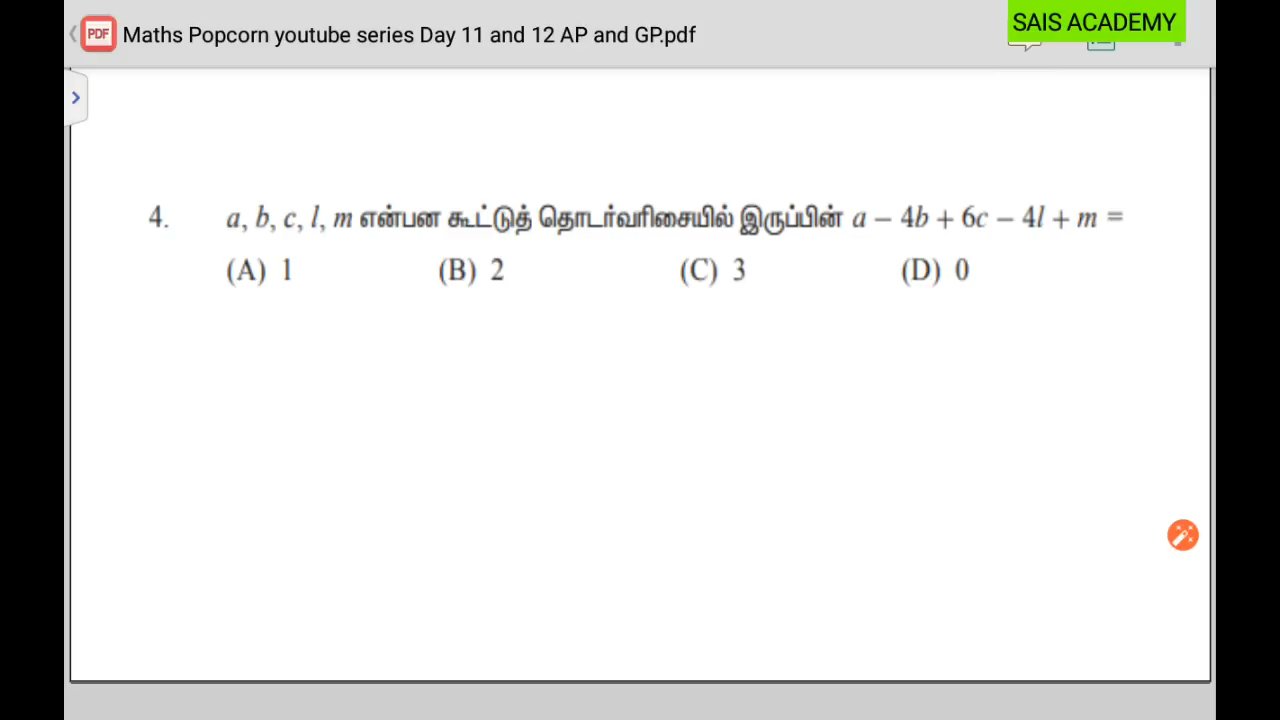 Maths Popcorn youtube series Day 11 and 12 AP and GP.pdf
SAIS ACADEMY
PDF
4. a, b, c, l, m என்பன கூட்டுத் தொடர்வரிசையில் இருப்பின் a – 4b + 6c – 4l + m =
(A) 1 (B) 2 (C) 3 (D) 0